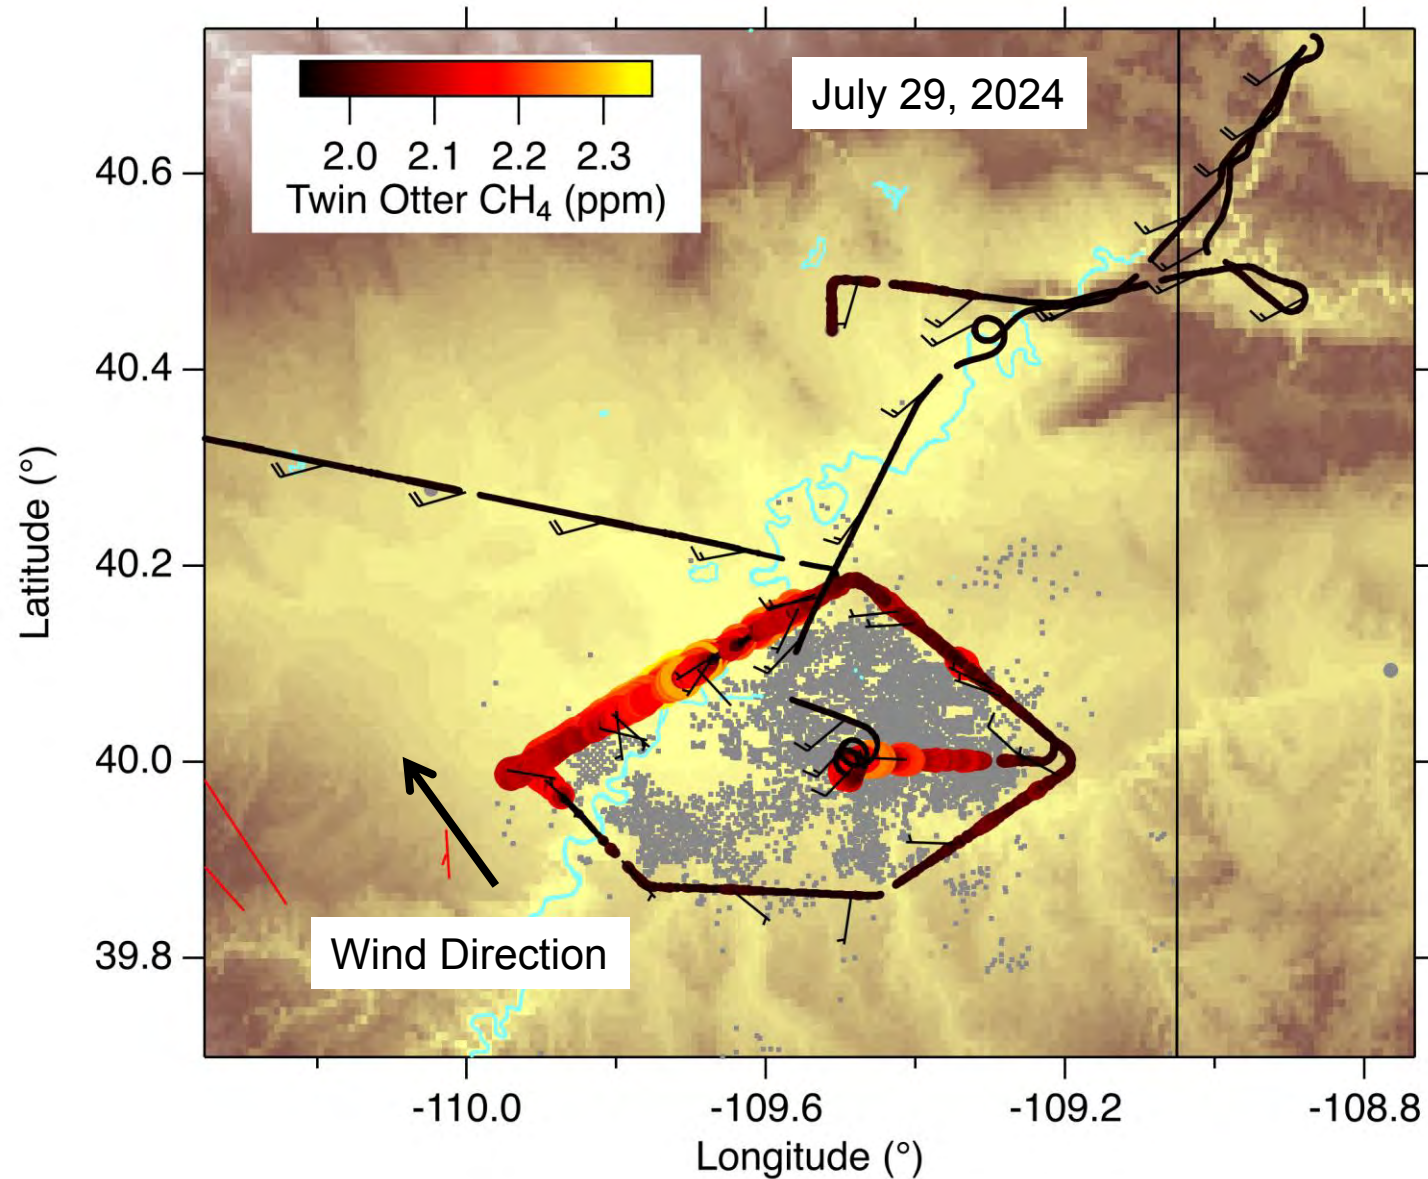 July 29, 2024
2.0 2.1 2.2 2.3
Twin Otter CH₄ (ppm)
40.6
40.4
40.2
40.0
39.8
Latitude (°)
Wind Direction
-110.0 -109.6 -109.2 -108.8
Longitude (°)